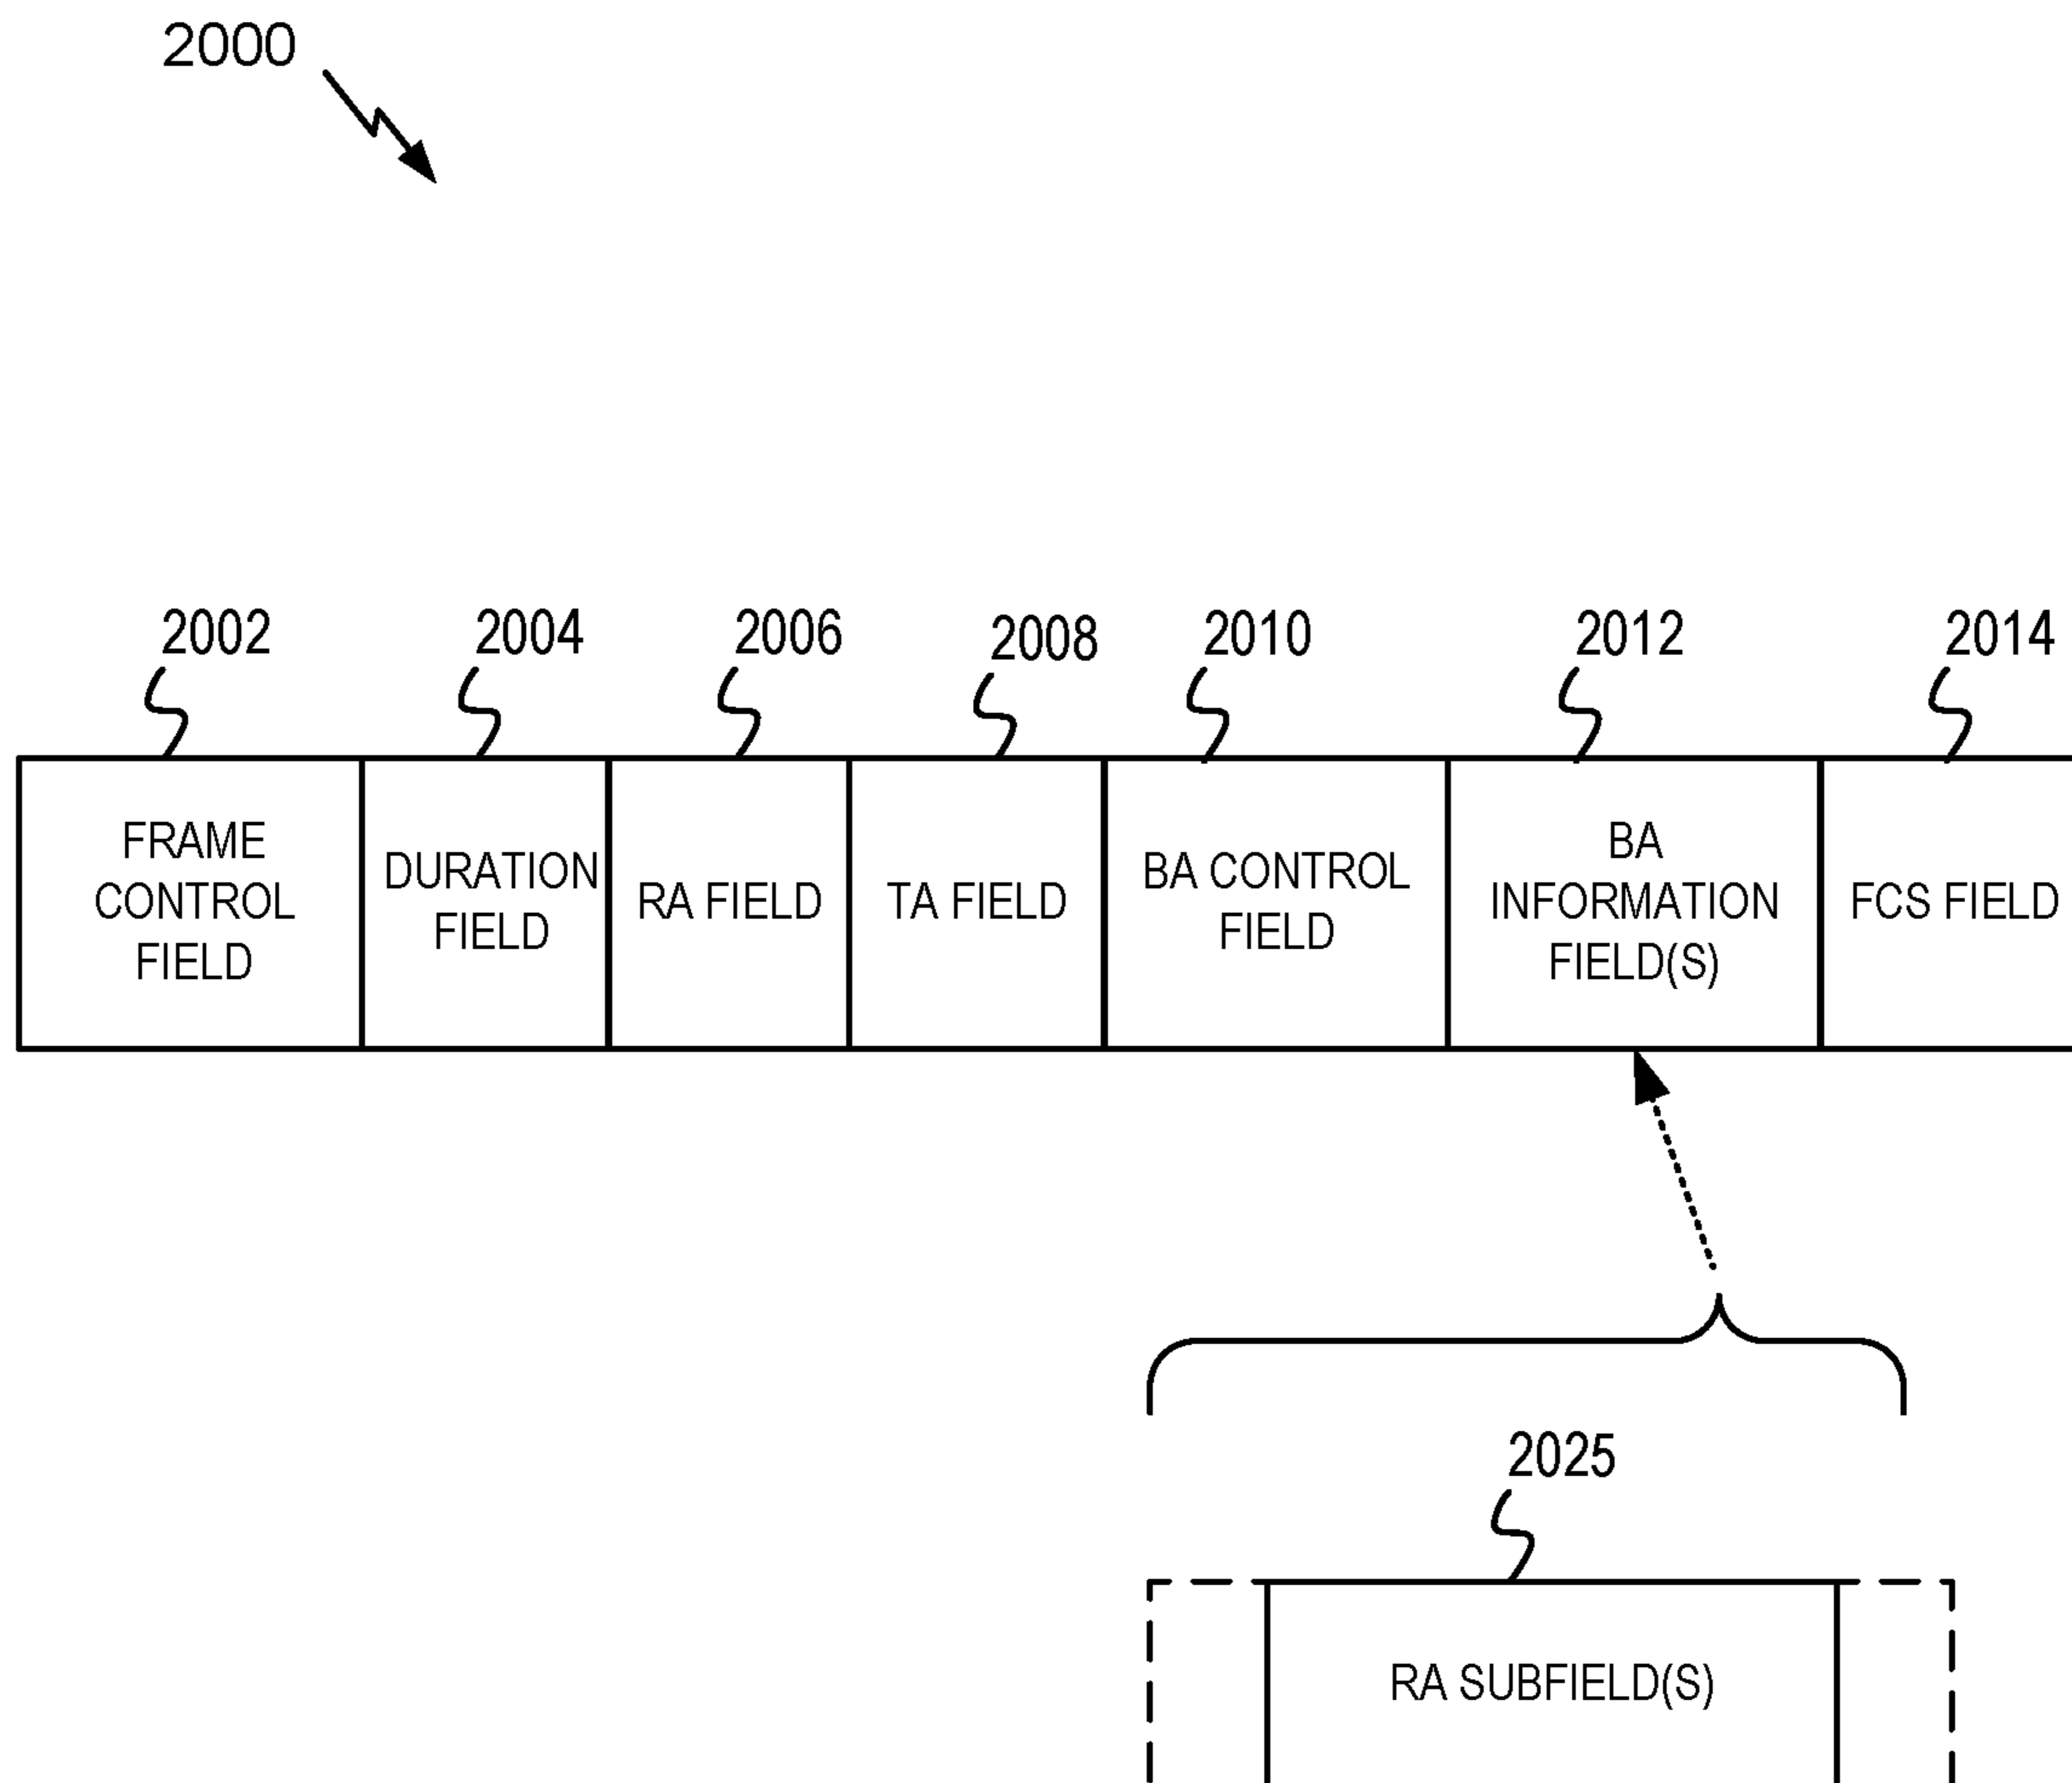 2000
2002
2004
2006
2008
2010
2012
2014
FRAME
CONTROL
FIELD
DURATION
FIELD
RA FIELD
TA FIELD
BA CONTROL
FIELD
BA
INFORMATION
FIELD(S)
FCS FIELD
2025
RA SUBFIELD(S)